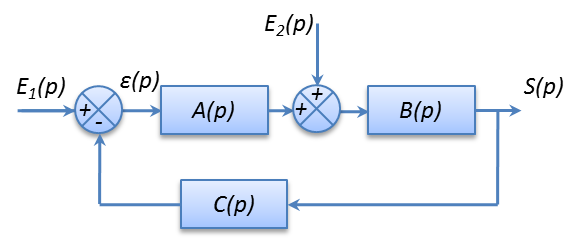 E2(p)
E1(p)
+
-
ε(p)
A(p)
+
+
B(p)
S(p)
C(p)